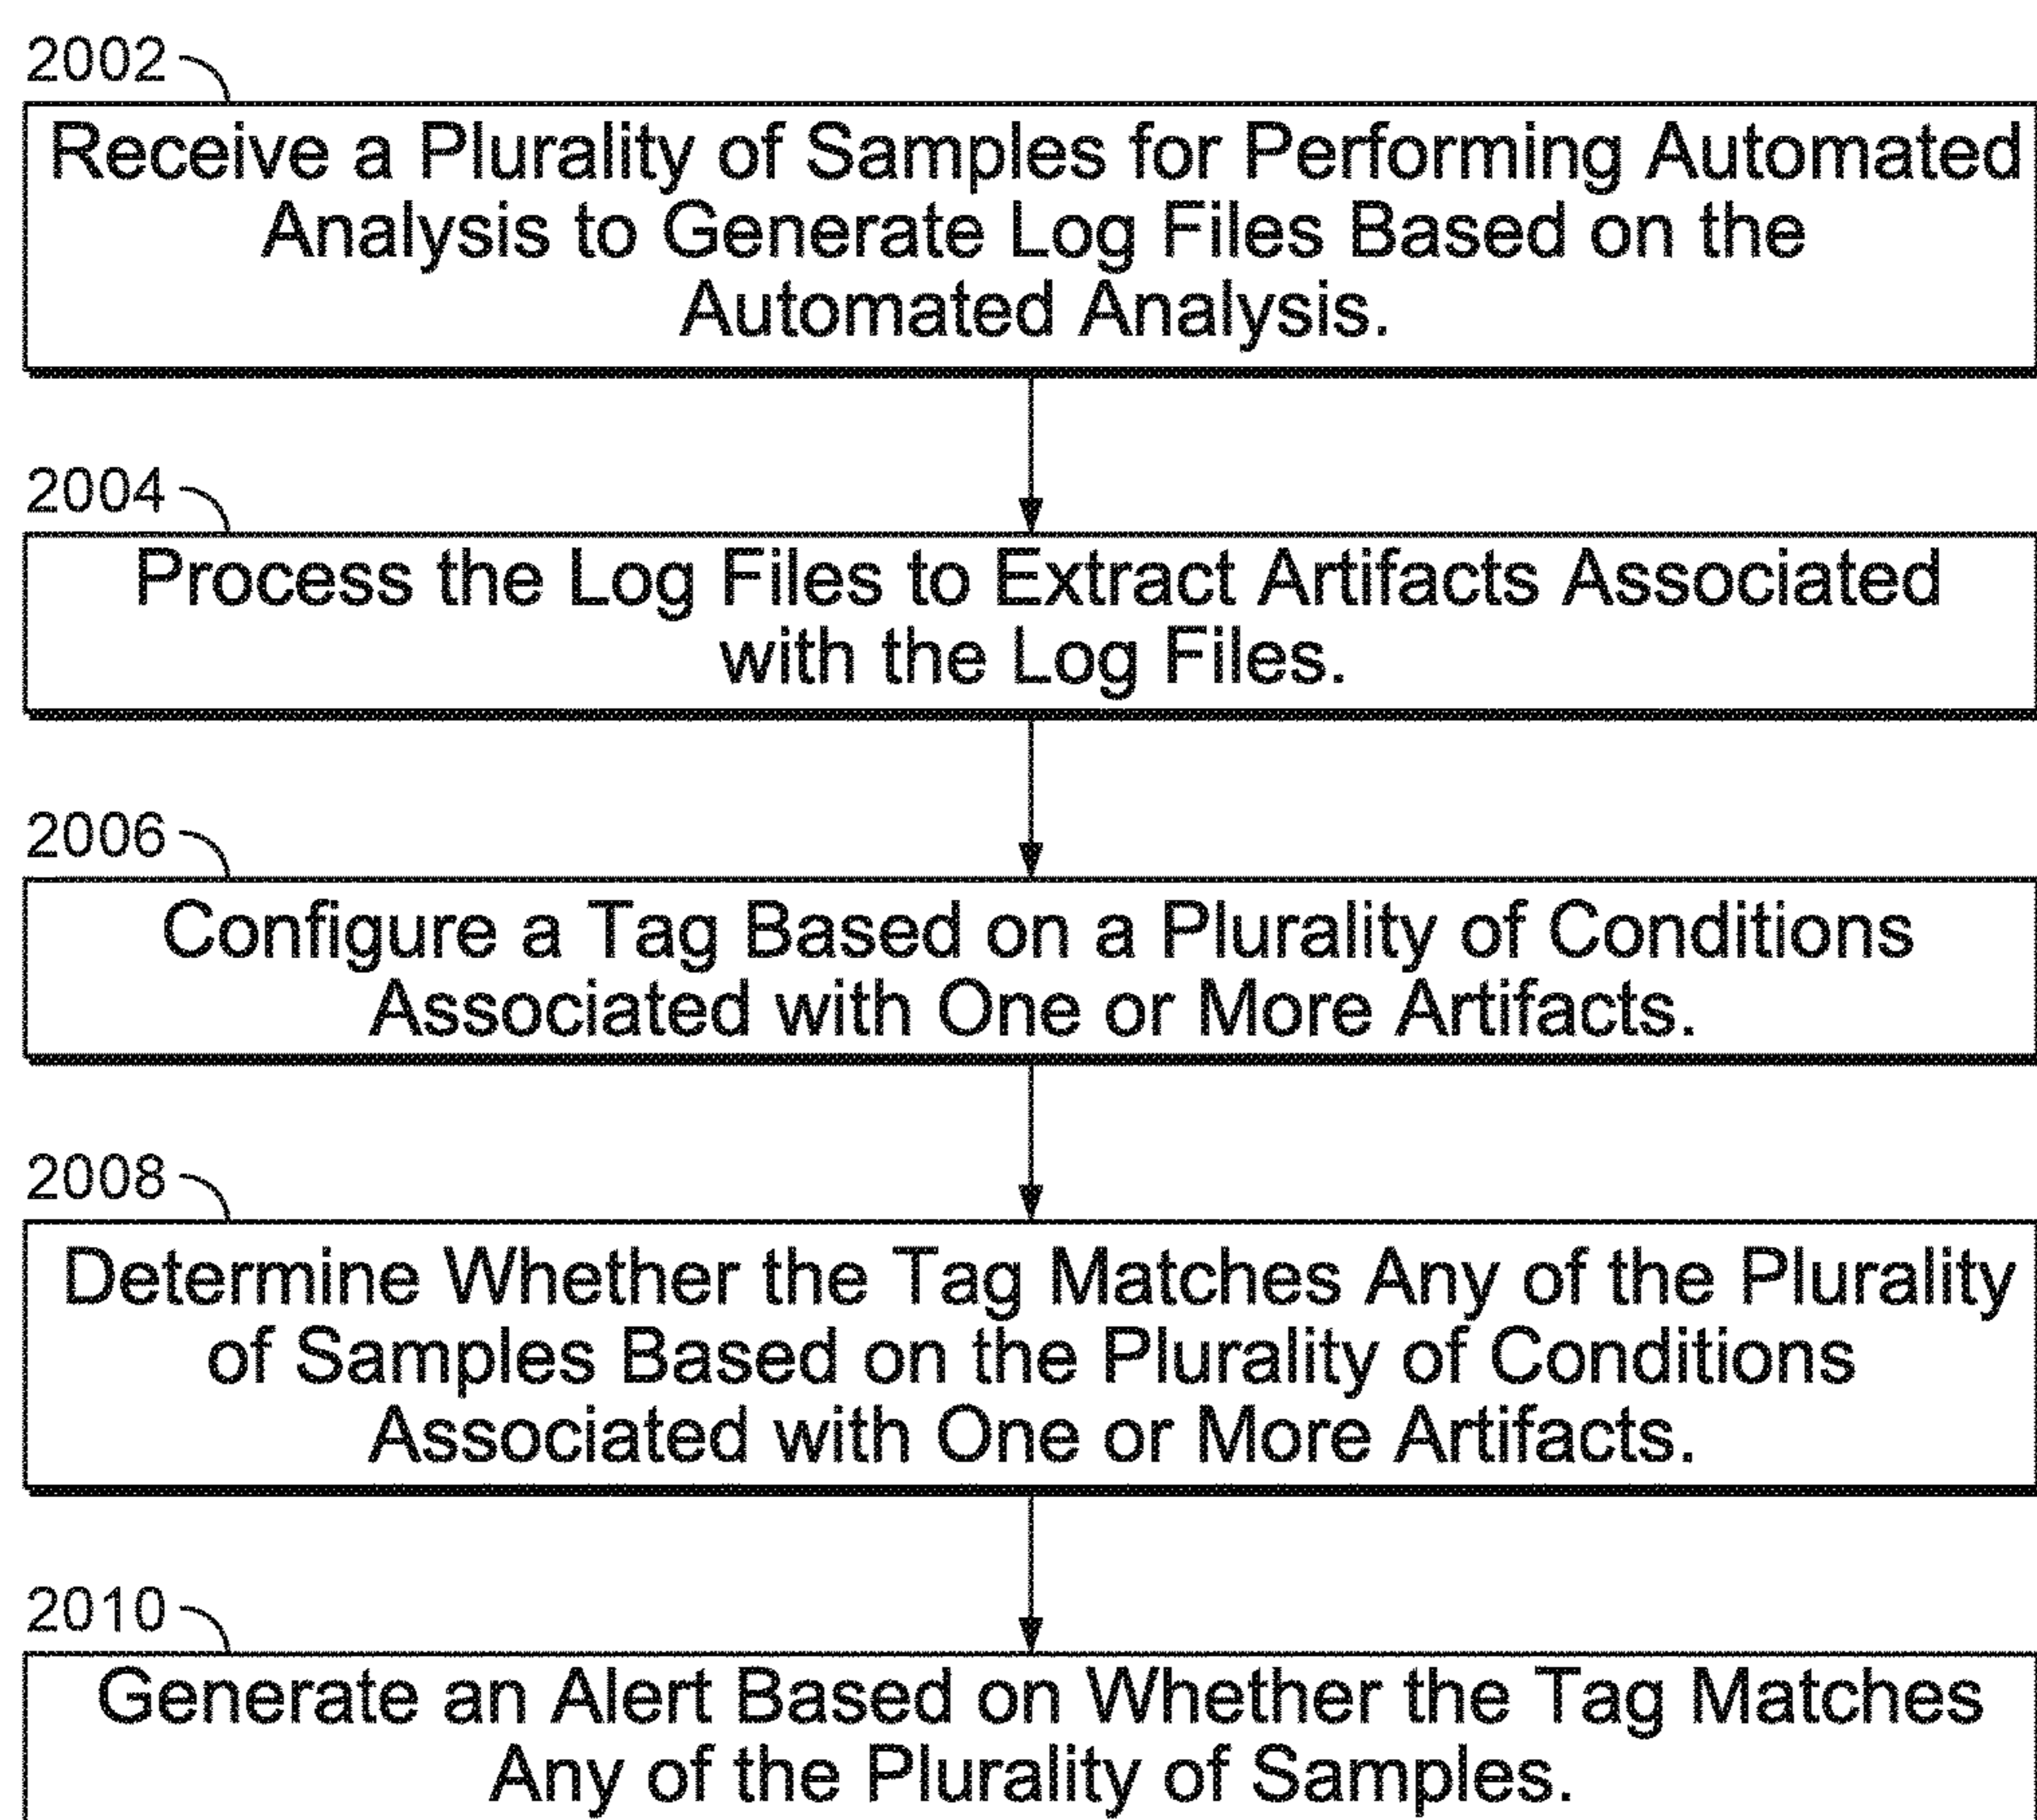 2002
Receive a Plurality of Samples for Performing Automated
Analysis to Generate Log Files Based on the
Automated Analysis.
2004
Process the Log Files to Extract Artifacts Associated
with the Log Files.
2006
Configure a Tag Based on a Plurality of Conditions
Associated with One or More Artifacts.
2008
Determine Whether the Tag Matches Any of the Plurality
of Samples Based on the Plurality of Conditions
Associated with One or More Artifacts.
2010
Generate an Alert Based on Whether the Tag Matches
Any of the Plurality of Samples.